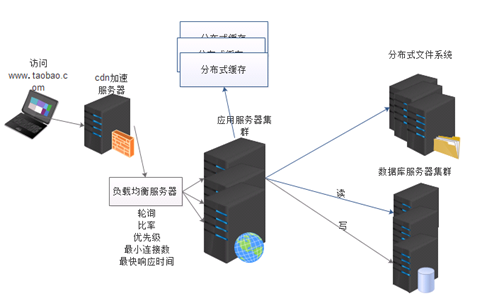 访问
www.taobao.c
om
cdn加速
服务器
分布式缓存
分布式缓存
分布式缓存
应用服务器集
群
分布式文件系统
数据库服务器集群
负载均衡服务器
轮询
比率
优先级
最小连接数
最快响应时间
读
写